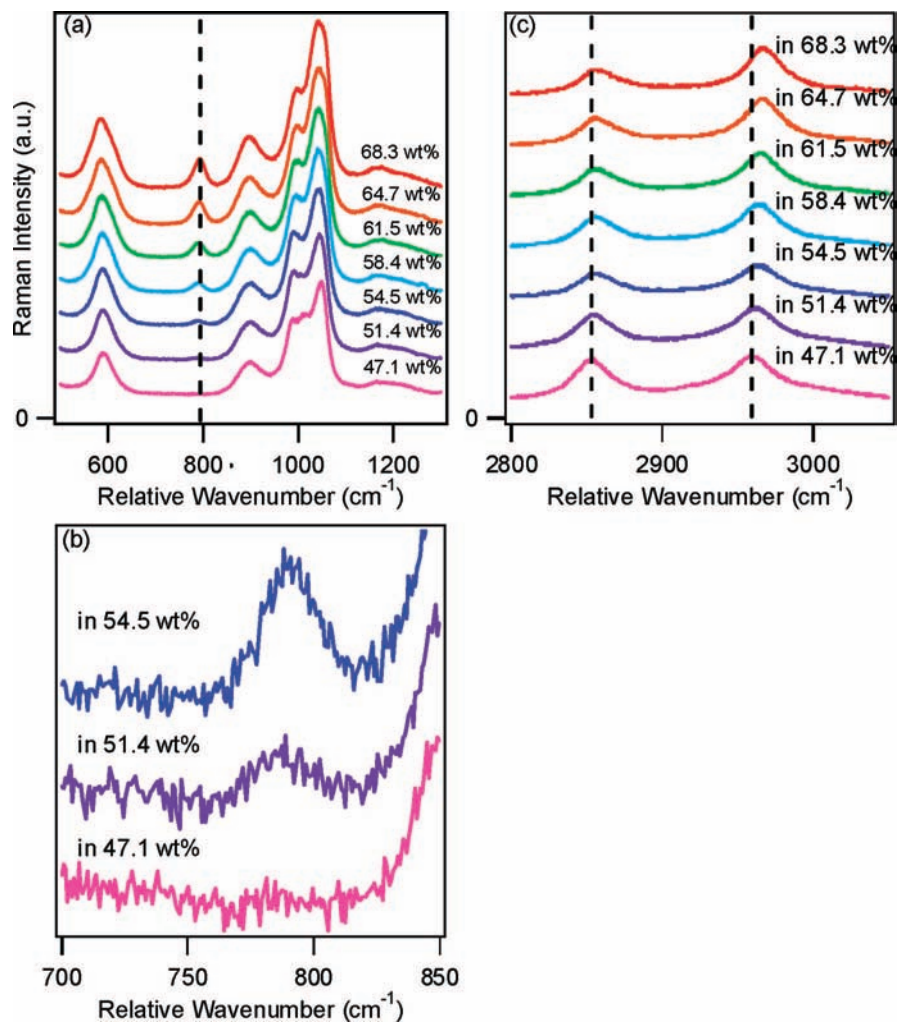 (a)
Raman Intensity (a.u.)
68.3 wt%
64.7 wt%
61.5 wt%
58.4 wt%
54.5 wt%
51.4 wt%
47.1 wt%
0
600 800 1000 1200
Relative Wavenumber (cm-1)
(c)
in 68.3 wt%
in 64.7 wt%
in 61.5 wt%
in 58.4 wt%
in 54.5 wt%
in 51.4 wt%
in 47.1 wt%
0
2800 2900 3000
Relative Wavenumber (cm-1)
(b)
in 54.5 wt%
in 51.4 wt%
in 47.1 wt%
700 750 800 850
Relative Wavenumber (cm-1)